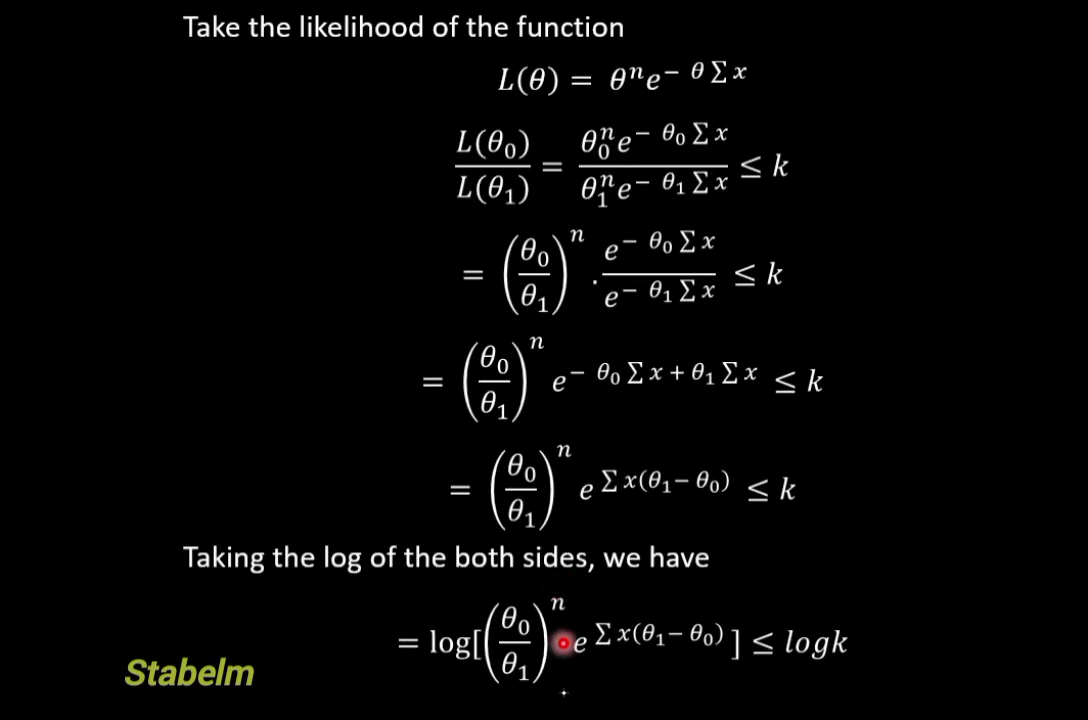 Take the likelihood of the function
L(θ) = θⁿe^{− θ ∑ x}
L(θ₀)/L(θ₁) = θ₀ⁿe^{− θ₀ ∑ x}/θ₁ⁿe^{− θ₁ ∑ x} ≤ k
= (θ₀/θ₁)ⁿ . e^{− θ₀ ∑ x}/e^{− θ₁ ∑ x} ≤ k
= (θ₀/θ₁)ⁿ e^{− θ₀ ∑ x + θ₁ ∑ x} ≤ k
= (θ₀/θ₁)ⁿ e^{∑ x(θ₁− θ₀)} ≤ k
Taking the log of the both sides, we have
= log[(θ₀/θ₁)ⁿ e^{∑ x(θ₁− θ₀)}] ≤ logk
Stabelm